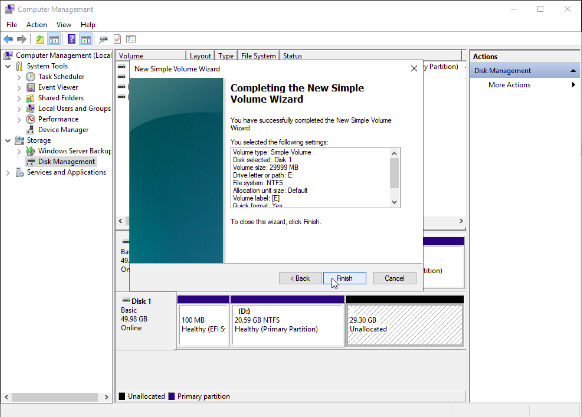 Computer Management
File Action View Help
Computer Management (Local
System Tools
Task Scheduler
Event Viewer
Shared Folders
Local Users and Groups
Performance
Device Manager
Storage
Windows Server Backup
Disk Management
Services and Applications
Volume Layout Type File System Status
Partition)
New Simple Volume Wizard
Completing the New Simple
Volume Wizard
You have successfully completed the New Simple Volume
Wizard.
You selected the following settings:
Volume type: Simple Volume
Disk selected: Disk 1
Volume size: 29999 MB
Drive letter or path: E:
File system: NTFS
Allocation unit size: Default
Volume label: [E]
Quick format: Yes
To close this wizard, click Finish.
< Back Finish Cancel
Actions
Disk Management
More Actions
Bas
49.
On
tition)
Disk 1
Basic
49.98 GB
Online
100 MB
Healthy (EFI S
(D:)
20.59 GB NTFS
Healthy (Primary Partition)
29.30 GB
Unallocated
Unallocated Primary partition